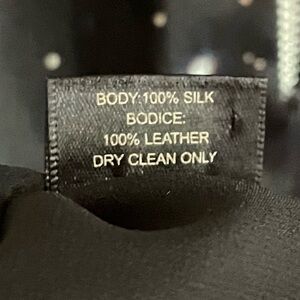 BODY:100% SILK
BODICE:
100% LEATHER
DRY CLEAN ONLY